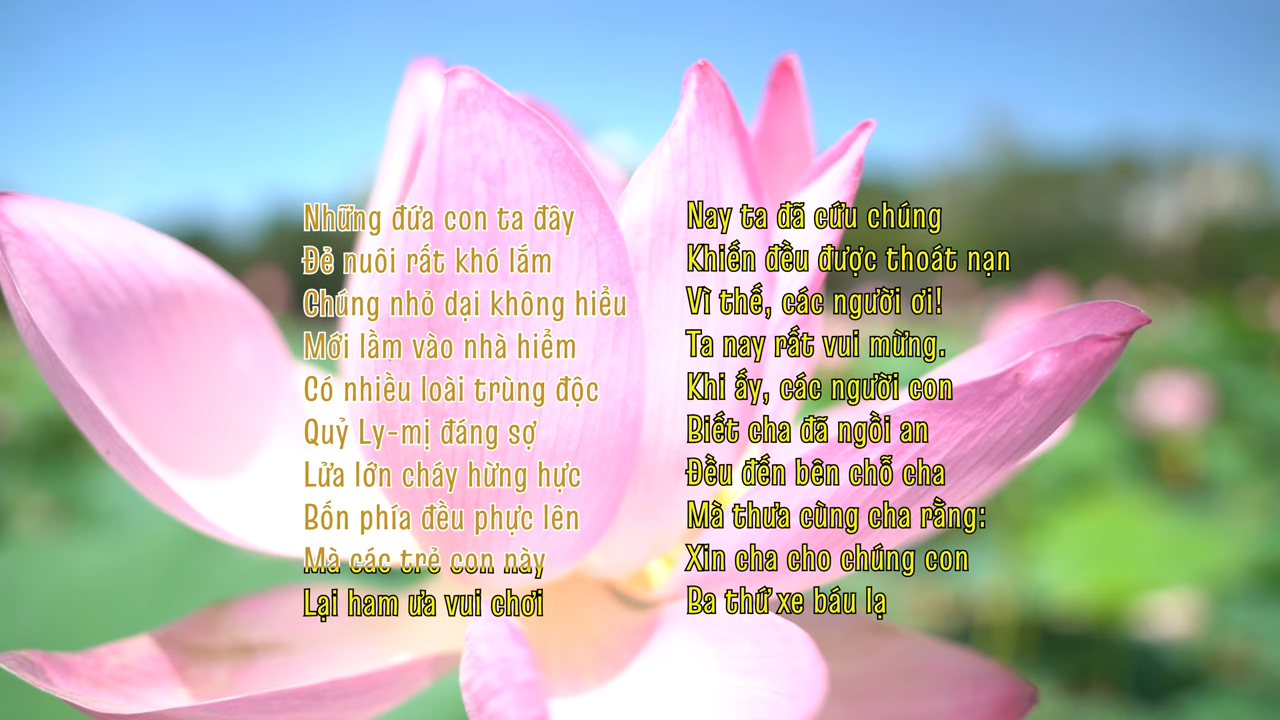 Những đứa con ta đây
Đẻ nuôi rất khó lắm
Chúng nhỏ dại không hiểu
Mới lầm vào nhà hiểm
Có nhiều loài trùng độc
Quỷ Ly-mị đáng sợ
Lửa lớn cháy hừng hực
Bốn phía đều phực lên
Mà các trẻ con này
Lại ham ưa vui chơi
Nay ta đã cứu chúng
Khiến đều được thoát nạn
Vì thế, các người ơi!
Ta nay rất vui mừng.
Khi ấy, các người con
Biết cha đã ngồi an
Đều đến bên chỗ cha
Mà thưa cùng cha rằng:
Xin cha cho chúng con
Ba thứ xe báu lạ